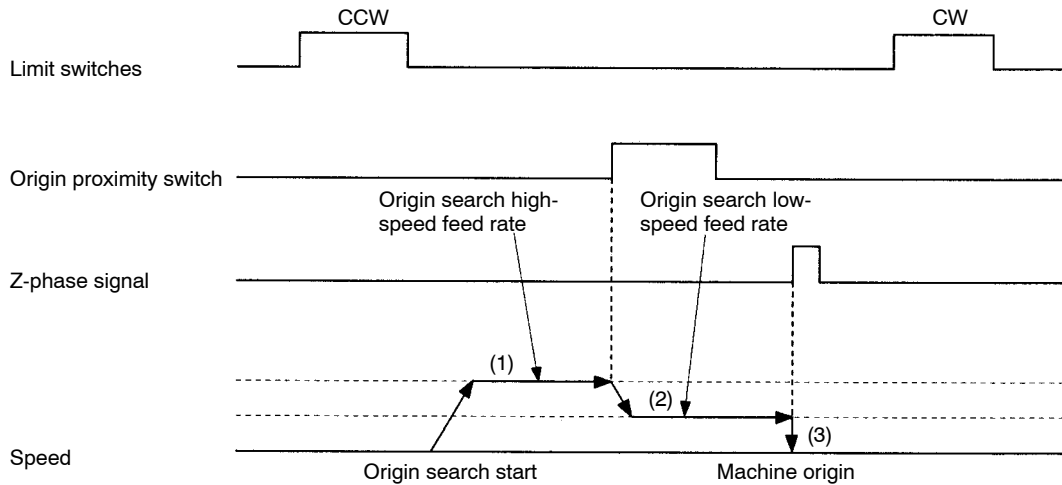 CCW
CW
Limit switches
Origin proximity switch
Origin search high-
speed feed rate
Origin search low-
speed feed rate
Z-phase signal
(1)
(2)
(3)
Speed
Origin search start
Machine origin